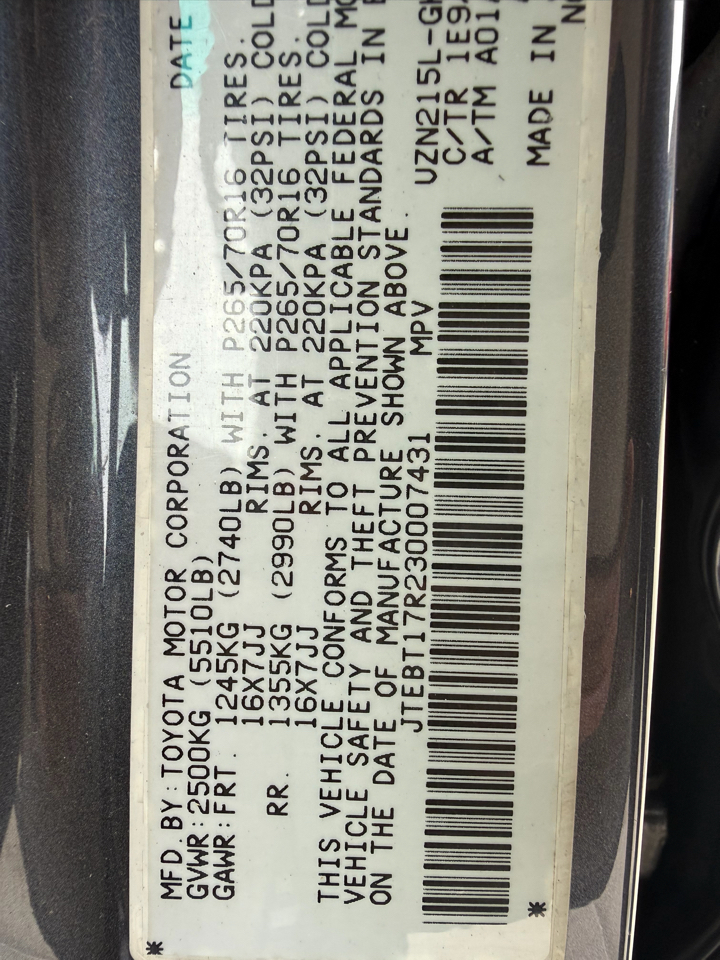 MFD.BY:TOYOTA MOTOR CORPORATION DATE
GVWR:2500KG (5510LB)
GAWR:FRT. 1245KG (2740LB) WITH P265/70R16 TIRES.
16X7JJ RIMS. AT 220KPA (32PSI) COLD
RR. 1355KG (2990LB) WITH P265/70R16 TIRES.
16X7JJ RIMS. AT 220KPA (32PSI) COLD
THIS VEHICLE CONFORMS TO ALL APPLICABLE FEDERAL MO
VEHICLE SAFETY AND THEFT PREVENTION STANDARDS IN E
ON THE DATE OF MANUFACTURE SHOWN ABOVE.
JTEBT17R230007431 MPV
UZN215L-GK
C/TR 1E9
A/TM A01A
MADE IN